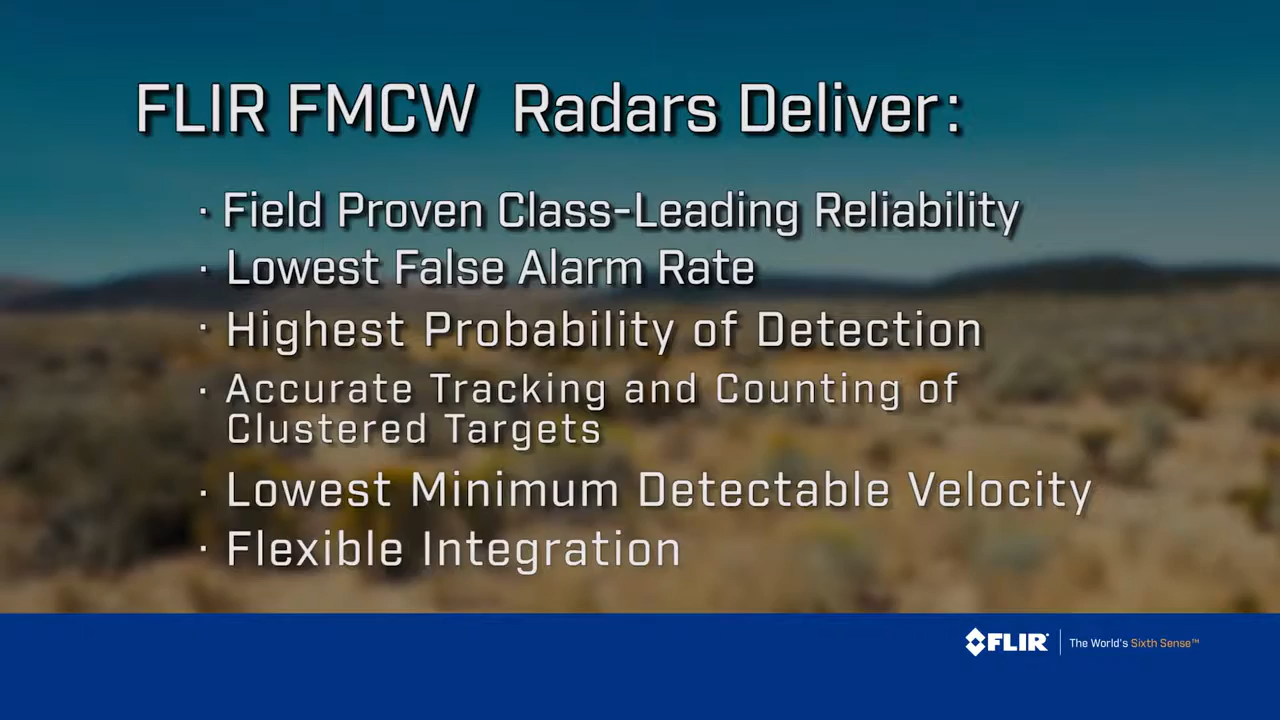 FLIR FMCW Radars Deliver:
· Field Proven Class-Leading Reliability
· Lowest False Alarm Rate
· Highest Probability of Detection
· Accurate Tracking and Counting of
Clustered Targets
· Lowest Minimum Detectable Velocity
· Flexible Integration
FLIR® | The World's Sixth Sense™